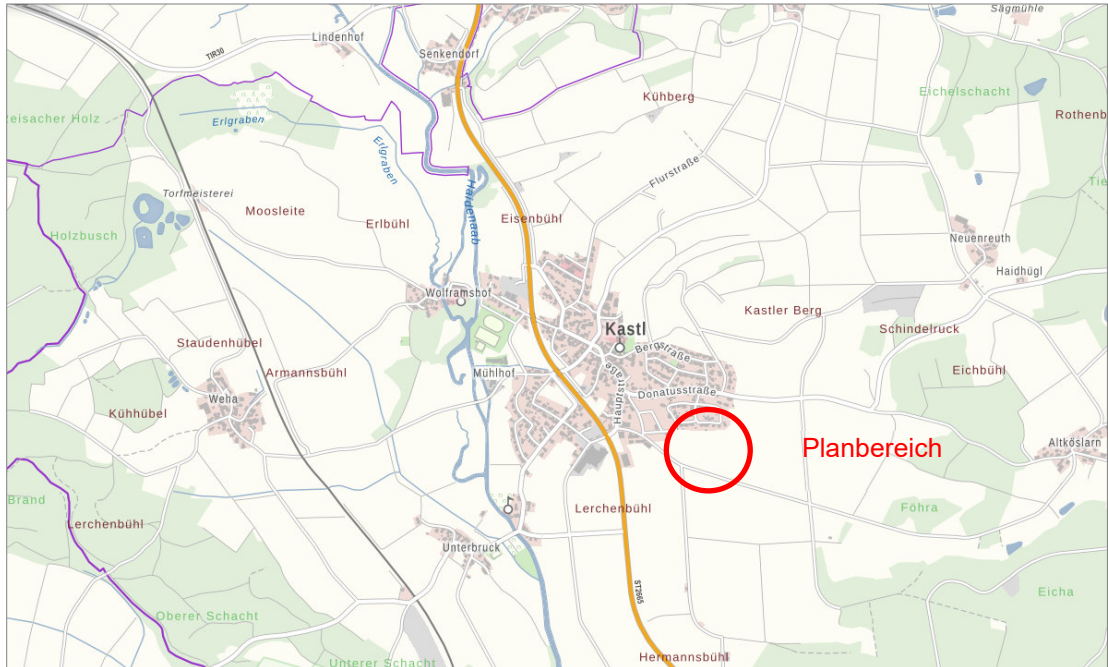 Sägmühle
Lindenhof
TIR30
Senkendorf
Kühberg
Eichelschacht
Rothenb
eisacher Holz
Erlgraben
Erlgraben
Flurstraße
Tie
Torfmeisterei
Haidenaab
Moosleite
Erlbühl
Eisenbühl
Holzbusch
Neuenreuth
Haidhügl
Wolframshof
Kastler Berg
Kastl
Schindelruck
Staudenhübel
Bergstraße
Armannsbühl
Mühlhof
Eichbühl
Hauptstraße
Donatusstraße
Weha
Kühhübel
Planbereich
Altköslarn
Brand
Lerchenbühl
Lerchenbühl
Föhra
Unterbruck
ST2665
Eicha
Oberer Schacht
Unterer Schacht
Hermannsbühl